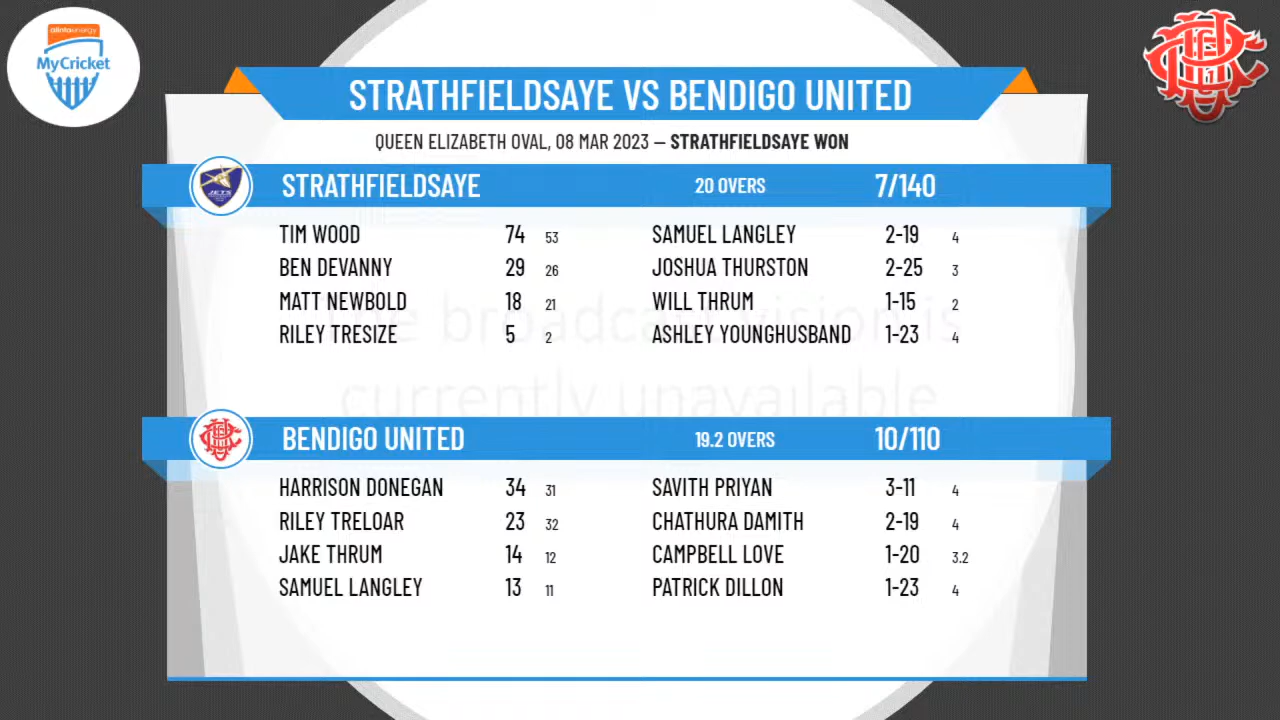 alinta energy
MyCricket
STRATHFIELDSAYE VS BENDIGO UNITED
QUEEN ELIZABETH OVAL, 08 MAR 2023 – STRATHFIELDSAYE WON
JETS
STRATHFIELDSAYE 20 OVERS 7/140
TIM WOOD 74 53 SAMUEL LANGLEY 2-19 4
BEN DEVANNY 29 26 JOSHUA THURSTON 2-25 3
MATT NEWBOLD 18 21 WILL THRUM 1-15 2
RILEY TRESIZE 5 2 ASHLEY YOUNGHUSBAND 1-23 4
The broadcast vision is
currently unavailable
BENDIGO UNITED 19.2 OVERS 10/110
HARRISON DONEGAN 34 31 SAVITH PRIYAN 3-11 4
RILEY TRELOAR 23 32 CHATHURA DAMITH 2-19 4
JAKE THRUM 14 12 CAMPBELL LOVE 1-20 3.2
SAMUEL LANGLEY 13 11 PATRICK DILLON 1-23 4